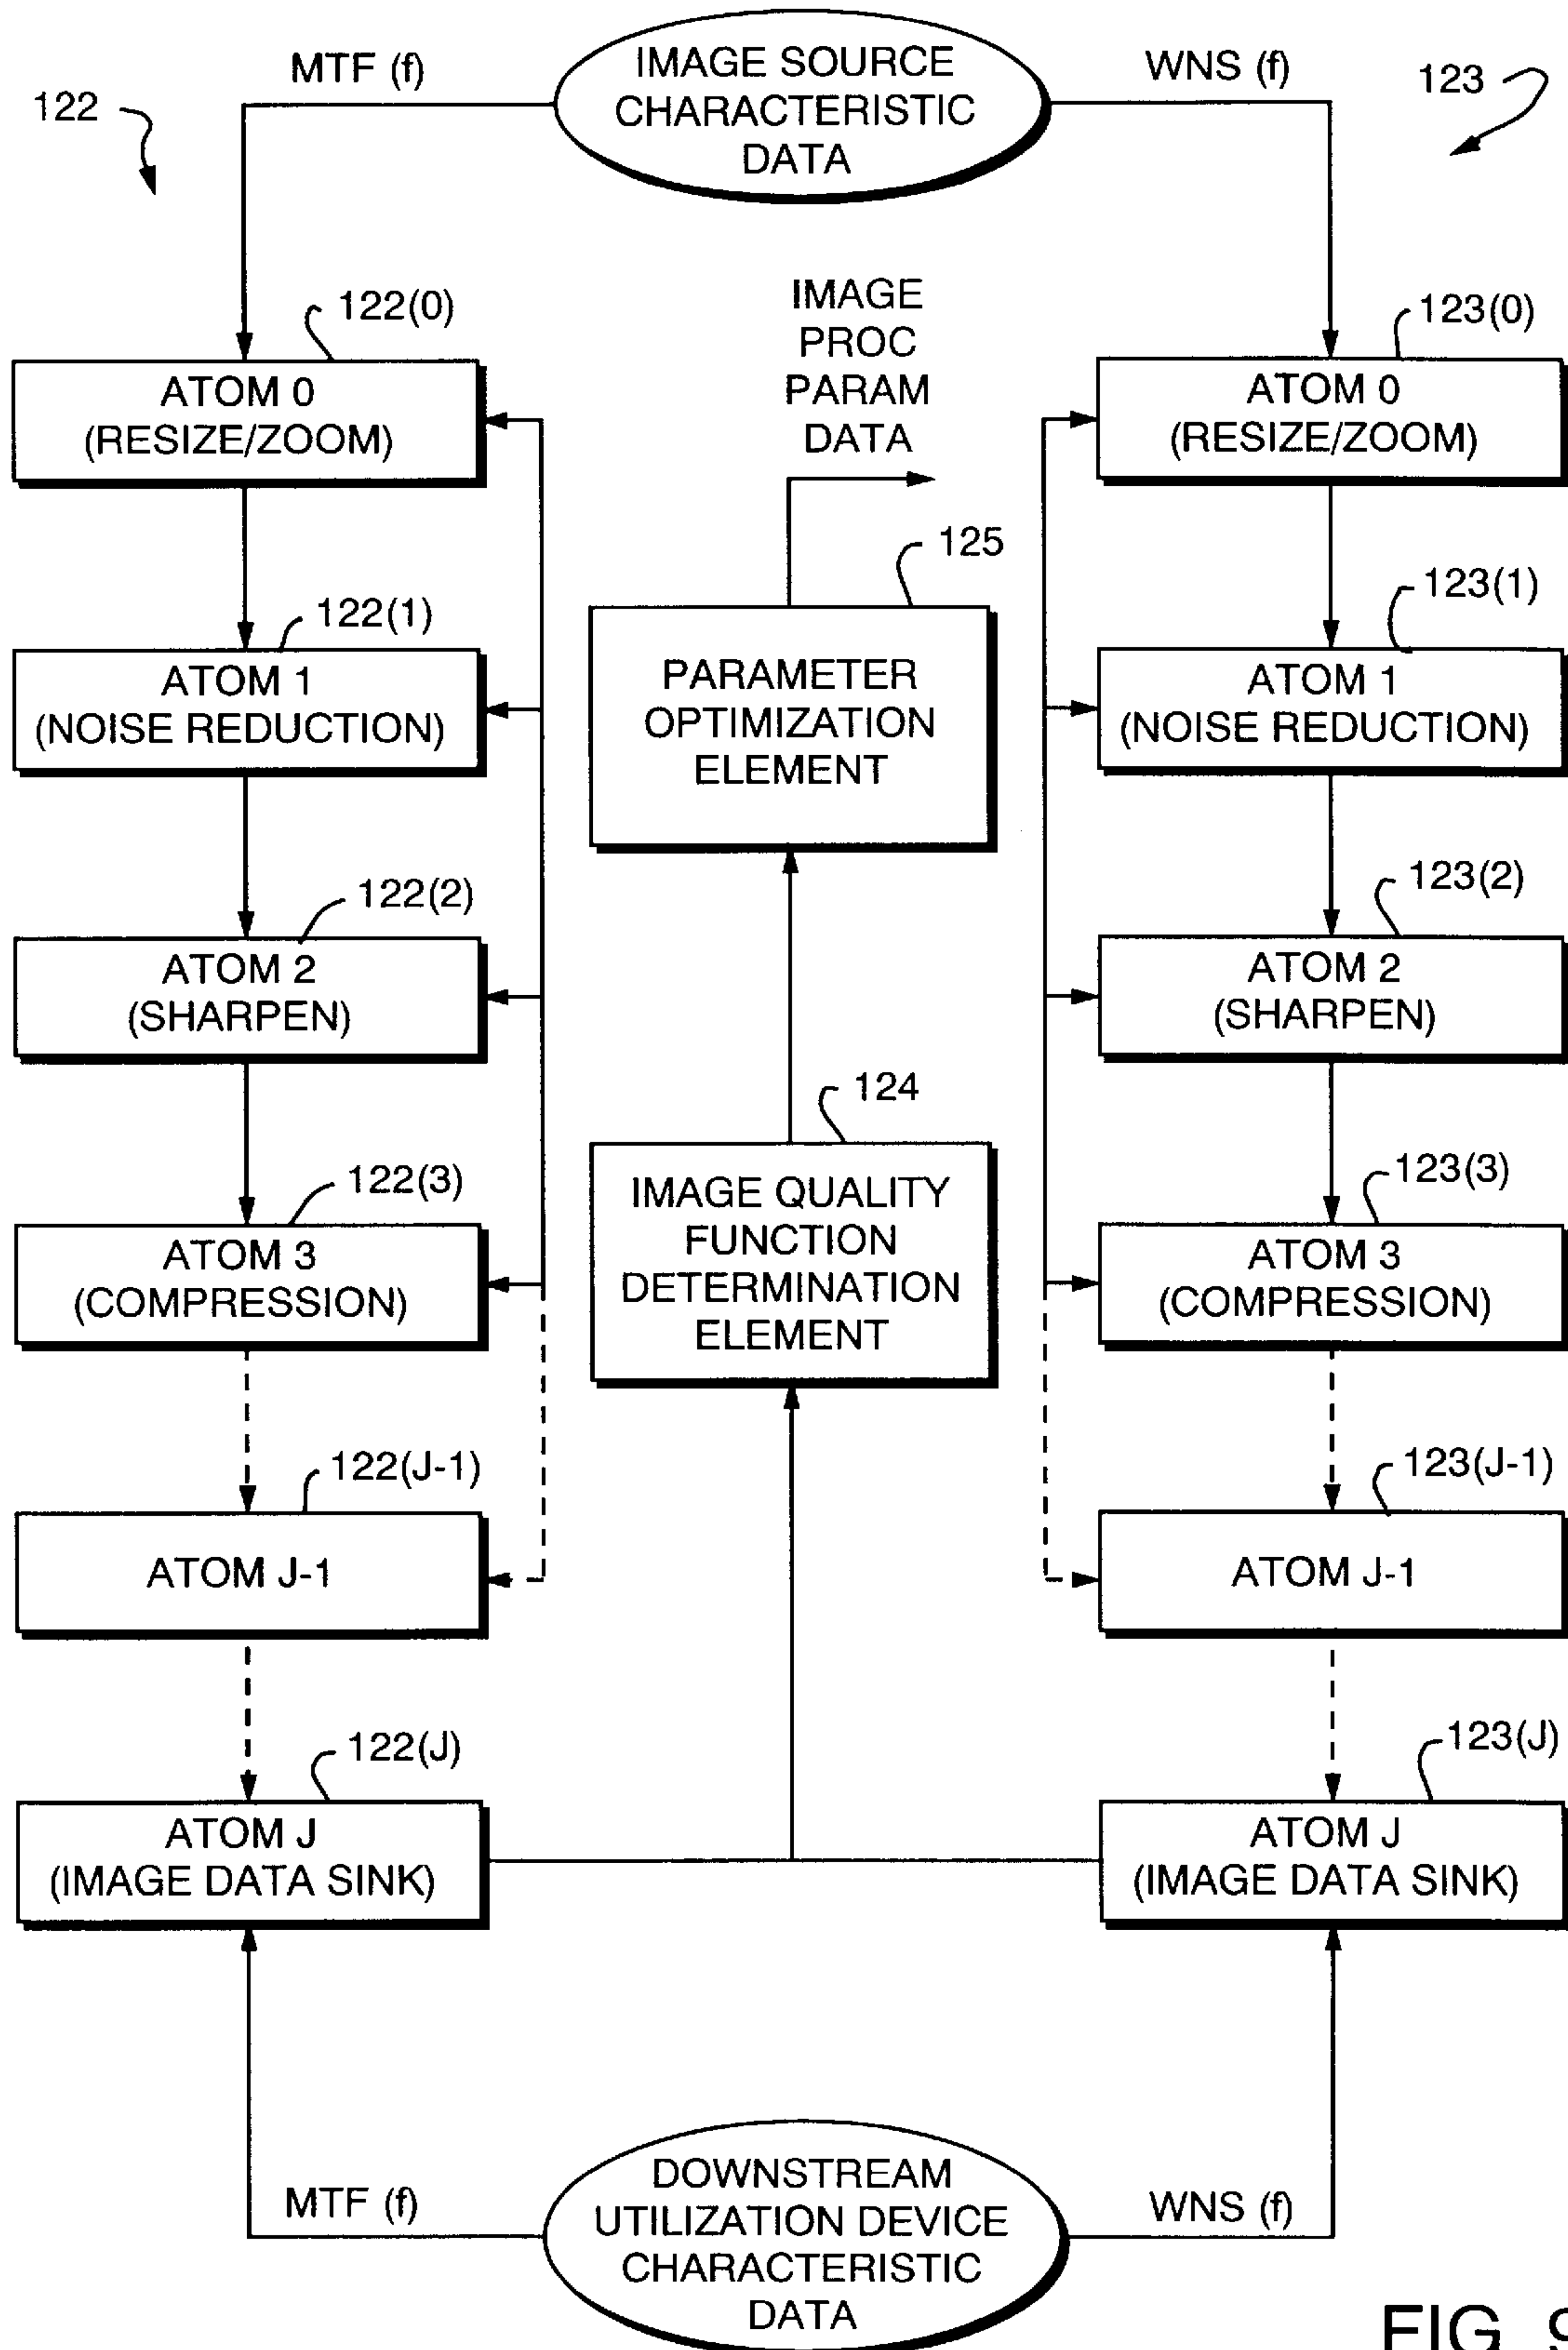 MTF (f)
IMAGE SOURCE
CHARACTERISTIC
DATA
WNS (f)
122
123
122(0)
ATOM 0
(RESIZE/ZOOM)
122(1)
ATOM 1
(NOISE REDUCTION)
122(2)
ATOM 2
(SHARPEN)
122(3)
ATOM 3
(COMPRESSION)
122(J-1)
ATOM J-1
122(J)
ATOM J
(IMAGE DATA SINK)
IMAGE
PROC
PARAM
DATA
125
PARAMETER
OPTIMIZATION
ELEMENT
124
IMAGE QUALITY
FUNCTION
DETERMINATION
ELEMENT
123(0)
ATOM 0
(RESIZE/ZOOM)
123(1)
ATOM 1
(NOISE REDUCTION)
123(2)
ATOM 2
(SHARPEN)
123(3)
ATOM 3
(COMPRESSION)
123(J-1)
ATOM J-1
123(J)
ATOM J
(IMAGE DATA SINK)
MTF (f)
DOWNSTREAM
UTILIZATION DEVICE
CHARACTERISTIC
DATA
WNS (f)
FIG.